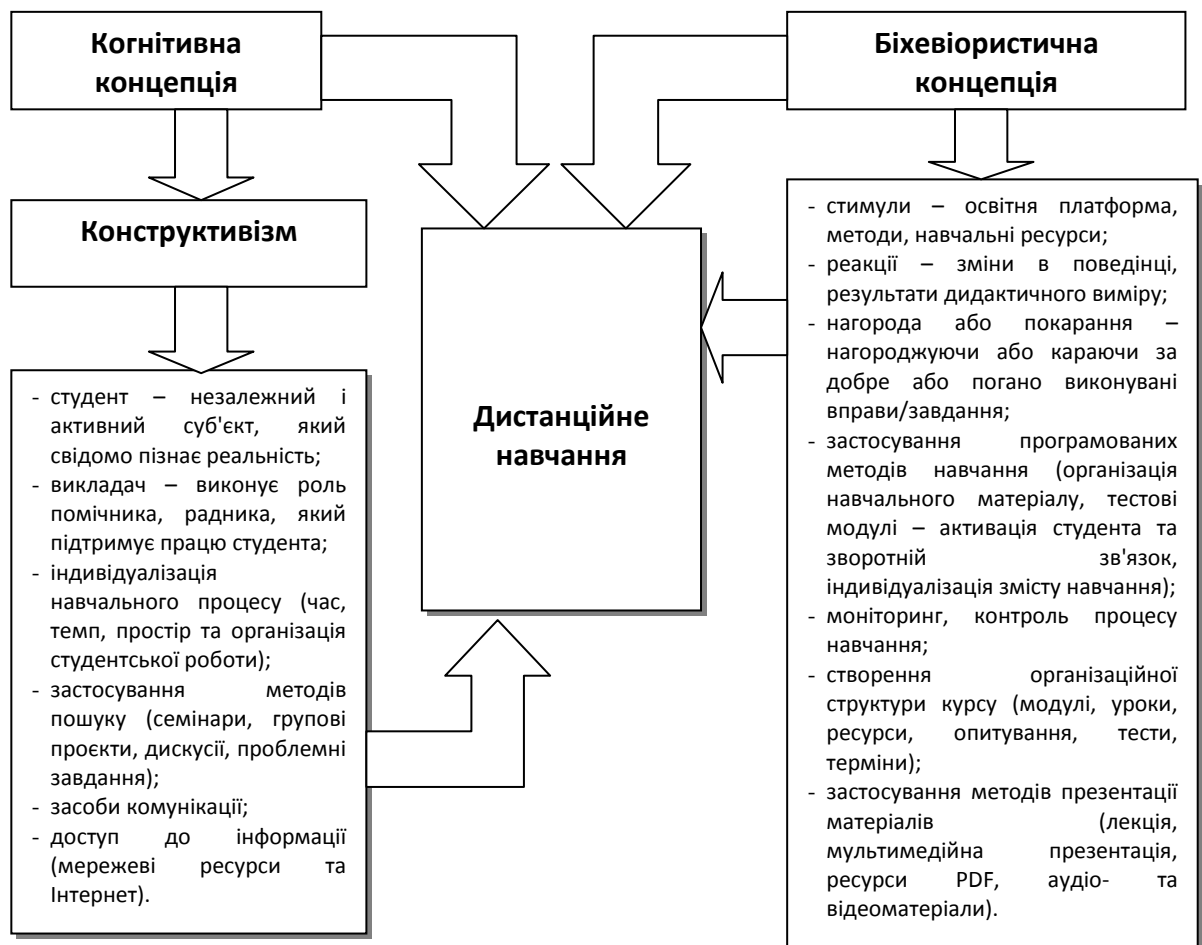 Когнітивна
концепція
Біхевіористична
концепція
Конструктивізм
- студент – незалежний і
активний суб'єкт, який
свідомо пізнає реальність;
- викладач – виконує роль
помічника, радника, який
підтримує працю студента;
- індивідуалізація
навчального процесу (час,
темп, простір та організація
студентської роботи);
- застосування методів
пошуку (семінари, групові
проєкти, дискусії, проблемні
завдання);
- засоби комунікації;
- доступ до інформації
(мережеві ресурси та
Інтернет).
Дистанційне
навчання
- стимули – освітня платформа,
методи, навчальні ресурси;
- реакції – зміни в поведінці,
результати дидактичного виміру;
- нагорода або покарання –
нагороджуючи або караючи за
добре або погано виконувані
вправи/завдання;
- застосування програмованих
методів навчання (організація
навчального матеріалу, тестові
модулі – активація студента та
зворотній зв'язок,
індивідуалізація змісту навчання);
- моніторинг, контроль процесу
навчання;
- створення організаційної
структури курсу (модулі, уроки,
ресурси, опитування, тести,
терміни);
- застосування методів презентації
матеріалів (лекція,
мультимедійна презентація,
ресурси PDF, аудіо- та
відеоматеріали).